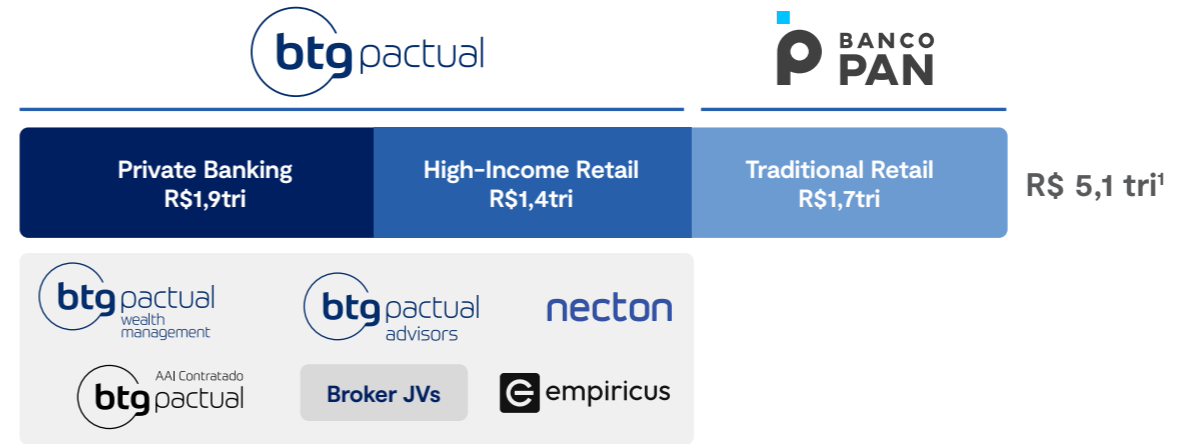 btg pactual
BANCO
PAN
Private Banking
R$1,9tri
High-Income Retail
R$1,4tri
Traditional Retail
R$1,7tri
R$ 5,1 tri¹
btg pactual
wealth
management
btg pactual
advisors
necton
AAI Contratado
btg pactual
Broker JVs
empiricus